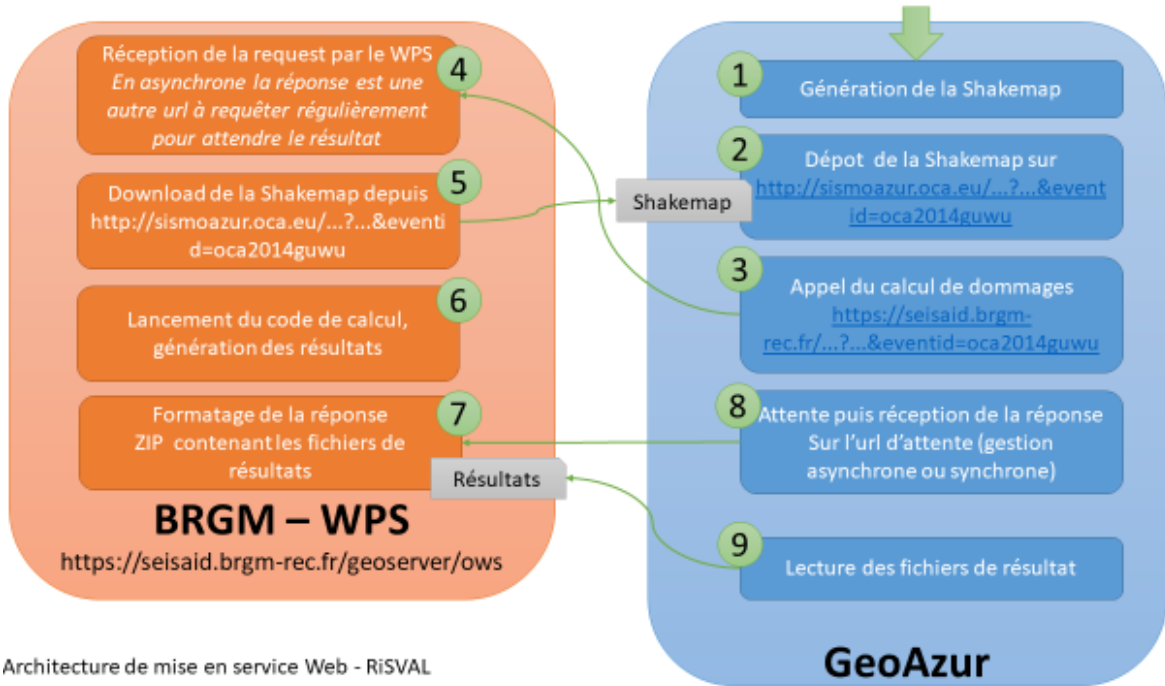 Réception de la request par le WPS
En asynchrone la réponse est une
autre url à requêter régulièrement
pour attendre le résultat
4
Download de la Shakemap depuis
http://sismoazur.oca.eu/...?...&eventi
d=oca2014guwu
5
Lancement du code de calcul,
génération des résultats
6
Formatage de la réponse
ZIP contenant les fichiers de
résultats
7
Résultats
BRGM – WPS
https://seisaid.brgm-rec.fr/geoserver/ows
Shakemap
1
Génération de la Shakemap
2
Dépot de la Shakemap sur
http://sismoazur.oca.eu/...?...&event
id=oca2014guwu
3
Appel du calcul de dommages
https://seisaid.brgm-
rec.fr/...?...&eventid=oca2014guwu
8
Attente puis réception de la réponse
Sur l'url d'attente (gestion
asynchrone ou synchrone)
9
Lecture des fichiers de résultat
GeoAzur
Architecture de mise en service Web - RiSVAL